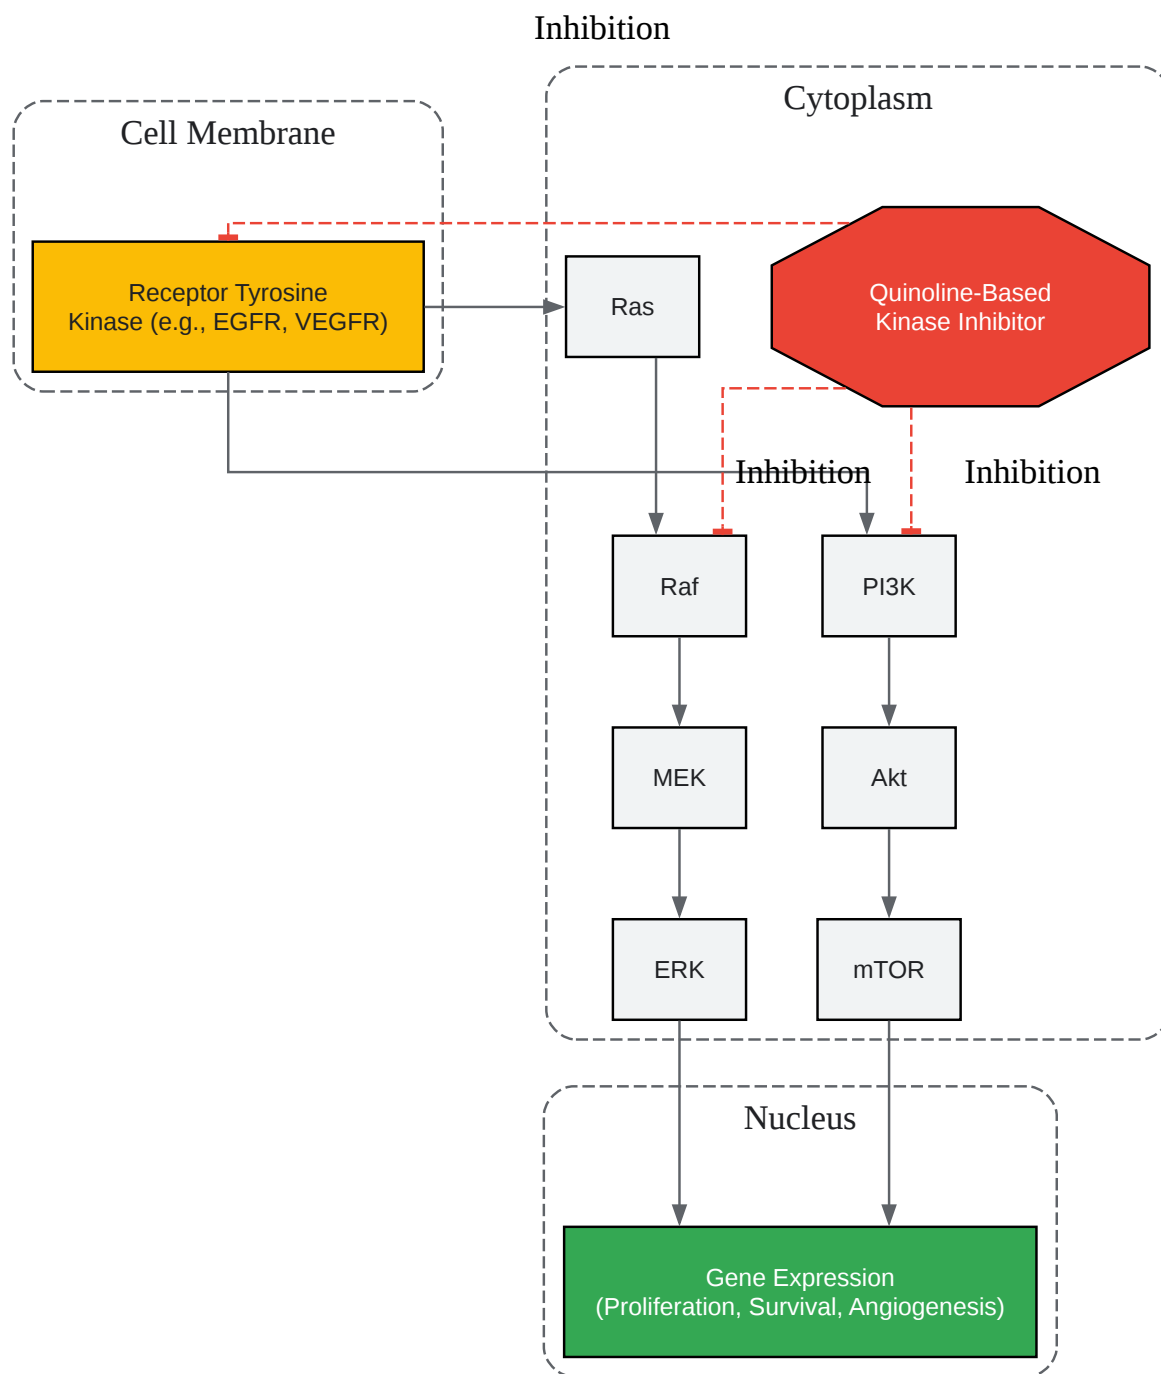 Inhibition
Cytoplasm
Cell Membrane
Receptor Tyrosine
Kinase (e.g., EGFR, VEGFR)
Ras
Quinoline-Based
Kinase Inhibitor
Inhibition
Inhibition
Raf
PI3K
MEK
Akt
ERK
mTOR
Nucleus
Gene Expression
(Proliferation, Survival, Angiogenesis)